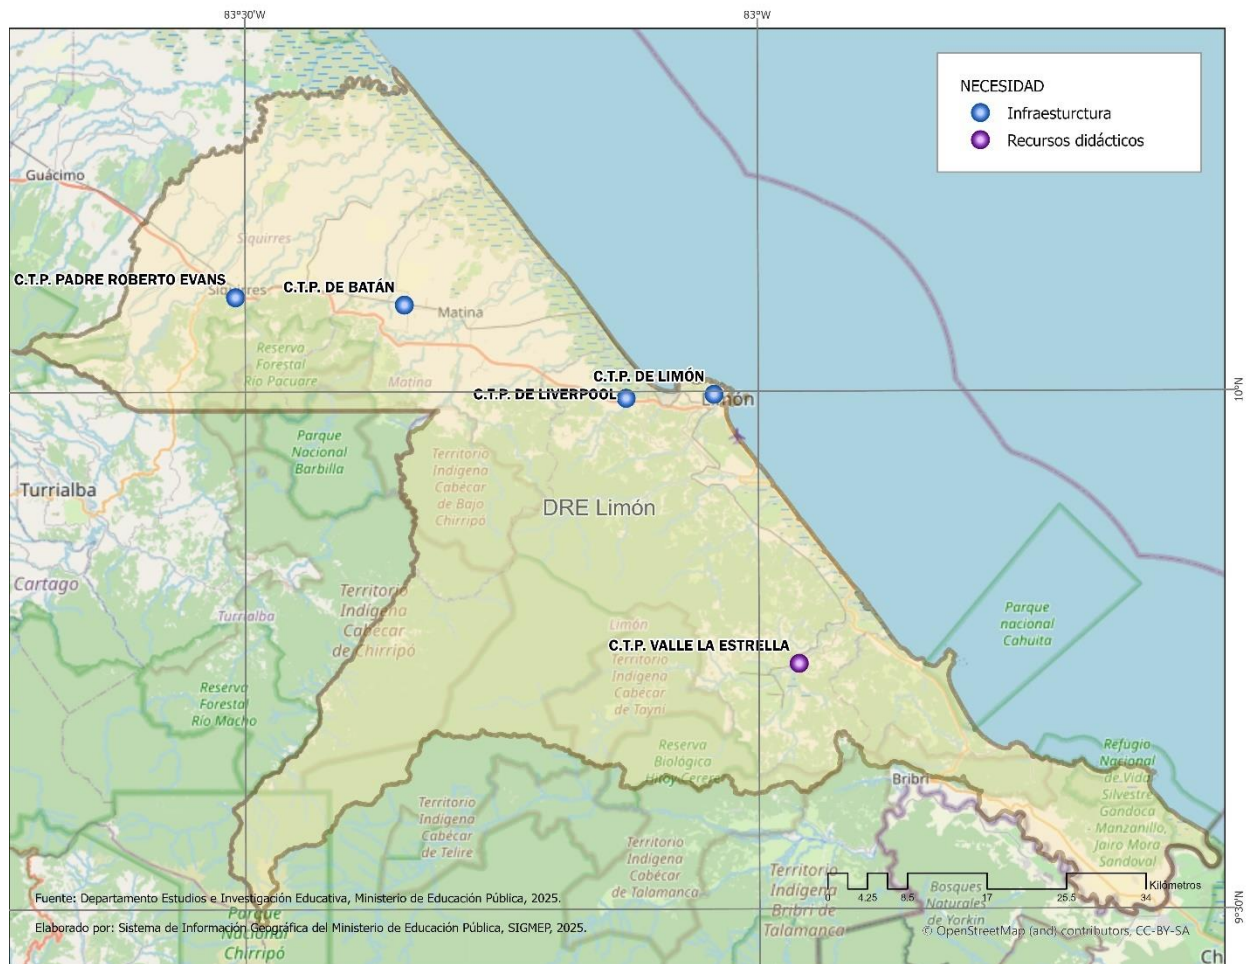 83°30'W
83°W
NECESIDAD
Infraesturctura
Recursos didácticos
Guácimo
Siquirres
C.T.P. PADRE ROBERTO EVANS
Siquirres
C.T.P. DE BATÁN
Matina
Reserva
Forestal
Río Pacuare
Matina
C.T.P. DE LIMÓN
C.T.P. DE LIVERPOOL
Limón
10°N
Parque
Nacional
Barbilla
Territorio
Indígena
Cabécar
de Bajo
Chirripó
Turrialba
DRE Limón
Cartago
Turrialba
Territorio
Indígena
Cabécar
de Chirripó
Parque
nacional
Cahuita
Limón
C.T.P. VALLE LA ESTRELLA
Territorio
Indígena
Cabécar
de Tayní
Reserva
Forestal
Río Macho
Reserva
Biológica
Hitoy Cerere
Bribri
Refugio
Nacional
de Vida
Silvestre
Gandoca
- Manzanillo,
Jairo Mora
Sandoval
Territorio
Indígena
Cabécar
de Telire
Territorio
Indígena
Cabécar
de Talamanca
Territorio
Indígena
Bribri de
Talamanca
Bosques
Naturales
de Yorkin
Kilómetros
0 4.25 8.5 17 25.5 34
Fuente: Departamento Estudios e Investigación Educativa, Ministerio de Educación Pública, 2025.
9°30'N
Parque
Nacional
Chirripó
Elaborado por: Sistema de Información Geográfica del Ministerio de Educación Pública, SIGMEP, 2025.
© OpenStreetMap (and) contributors, CC-BY-SA
Ch